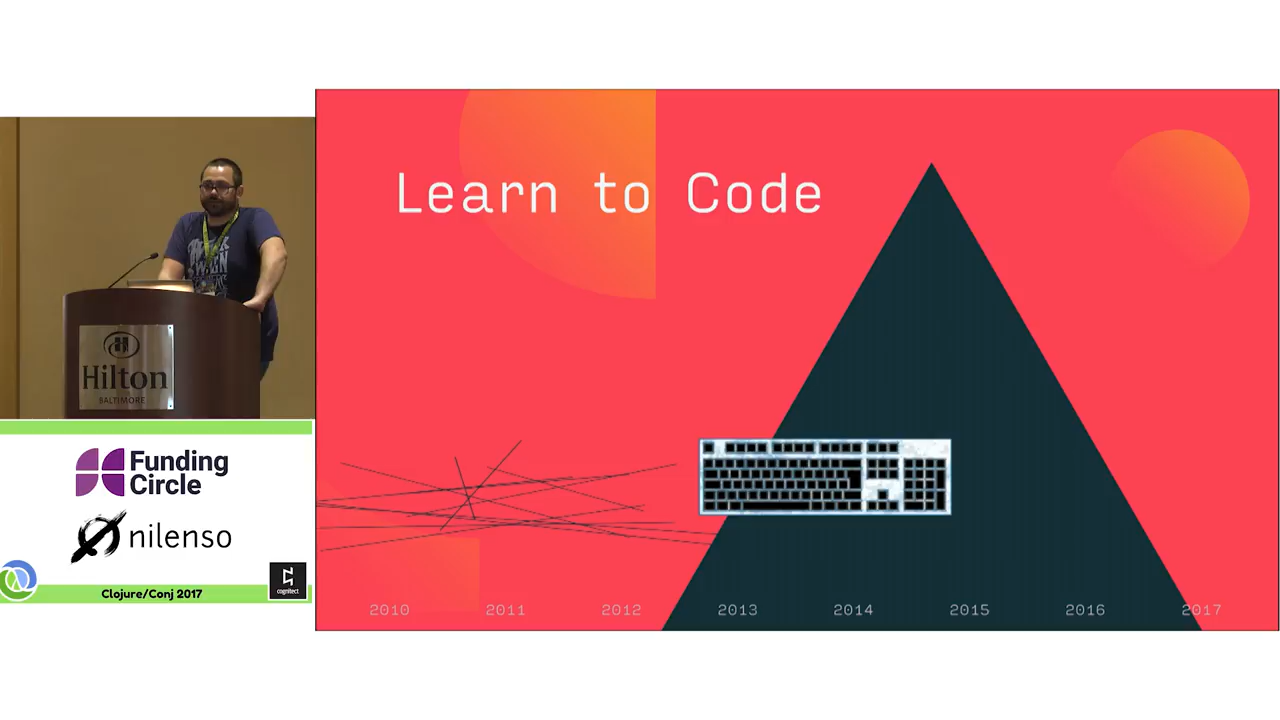 Learn to Code
2010 2011 2012 2013 2014 2015 2016 2017
Hilton
BALTIMORE
Funding
Circle
nilenso
Clojure/Conj 2017
cognitect